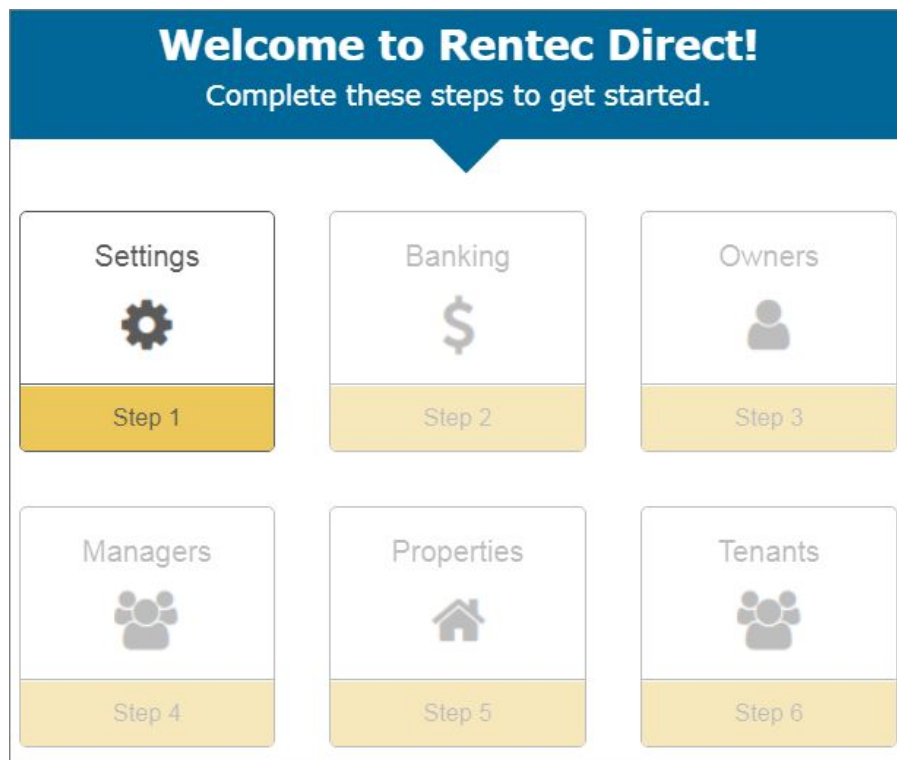 Welcome to Rentec Direct!
Complete these steps to get started.
Settings
Banking
Owners
Step 1
Step 2
Step 3
Managers
Properties
Tenants
Step 4
Step 5
Step 6